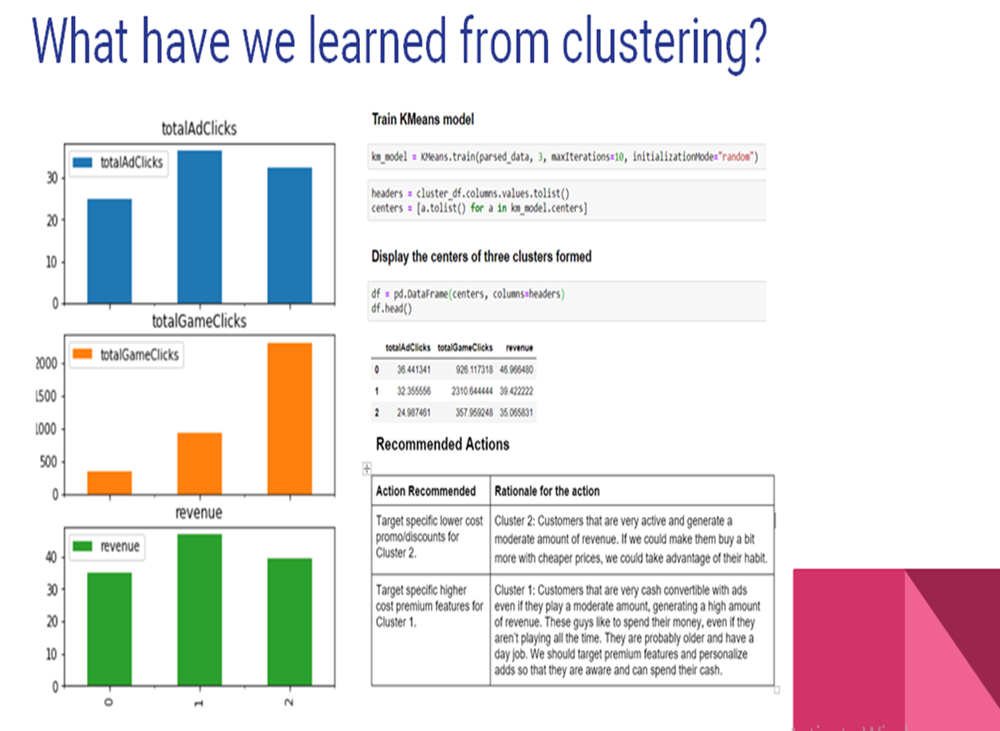 What have we learned from clustering?
totalAdClicks
totalAdClicks
30
20
10
0
totalGameClicks
totalGameClicks
2000
1500
1000
500
0
revenue
revenue
40
30
20
10
0
0
1
2
Train KMeans model
km_model = KMeans.train(parsed_data, 3, maxIterations=10, initializationMode="random")
headers = cluster_df.columns.values.tolist()
centers = [a.tolist() for a in km_model.centers]
Display the centers of three clusters formed
df = pd.DataFrame(centers, columns=headers)
df.head()
totalAdClicks totalGameClicks revenue
0 36.441341 926.117318 46.966480
1 32.355556 2310.644444 39.422222
2 24.987461 357.959248 35.065831
Recommended Actions
Action Recommended
Rationale for the action
Target specific lower cost
promo/discounts for
Cluster 2.
Cluster 2: Customers that are very active and generate a
moderate amount of revenue. If we could make them buy a bit
more with cheaper prices, we could take advantage of their habit.
Target specific higher
cost premium features for
Cluster 1.
Cluster 1: Customers that are very cash convertible with ads
even if they play a moderate amount, generating a high amount
of revenue. These guys like to spend their money, even if they
aren't playing all the time. They are probably older and have a
day job. We should target premium features and personalize
adds so that they are aware and can spend their cash.